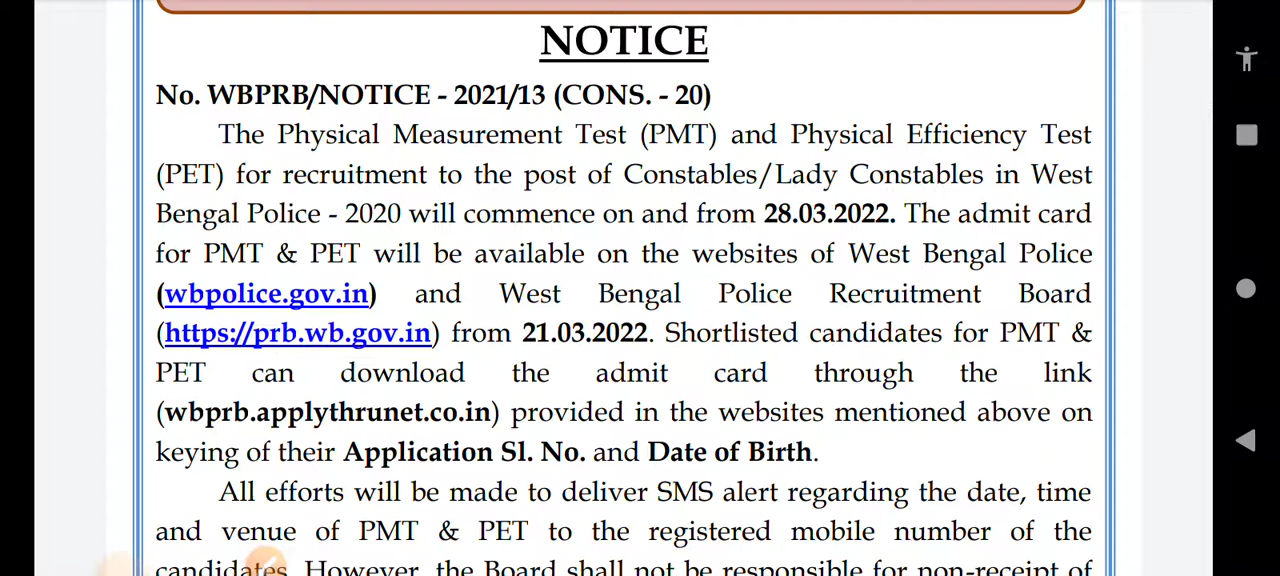 NOTICE
No. WBPRB/NOTICE - 2021/13 (CONS. - 20)
The Physical Measurement Test (PMT) and Physical Efficiency Test
(PET) for recruitment to the post of Constables/Lady Constables in West
Bengal Police - 2020 will commence on and from 28.03.2022. The admit card
for PMT & PET will be available on the websites of West Bengal Police
(wbpolice.gov.in) and West Bengal Police Recruitment Board
(https://prb.wb.gov.in) from 21.03.2022. Shortlisted candidates for PMT &
PET can download the admit card through the link
(wbprb.applythrunet.co.in) provided in the websites mentioned above on
keying of their Application Sl. No. and Date of Birth.
All efforts will be made to deliver SMS alert regarding the date, time
and venue of PMT & PET to the registered mobile number of the
candidates. However, the Board shall not be responsible for non-receipt of